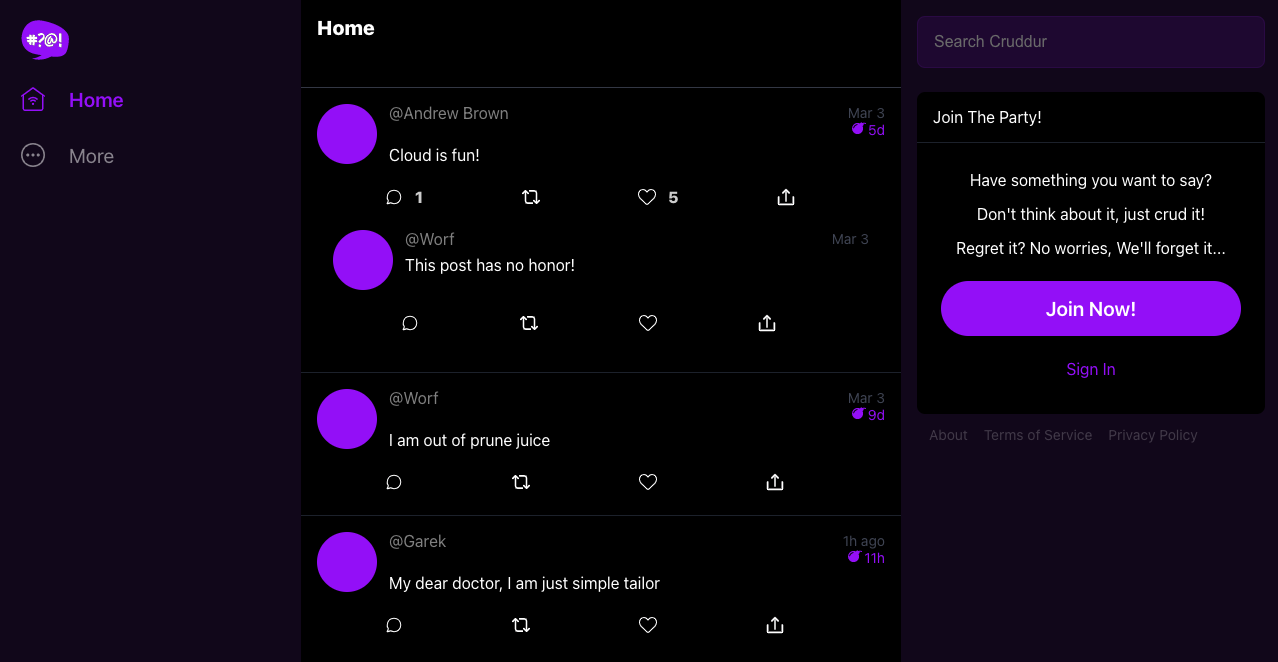 #?@!
Home
More
Home
@Andrew Brown
Mar 3
5d
Cloud is fun!
1
5
@Worf
Mar 3
This post has no honor!
@Worf
Mar 3
9d
I am out of prune juice
@Garek
1h ago
11h
My dear doctor, I am just simple tailor
Search Cruddur
Join The Party!
Have something you want to say?
Don't think about it, just crud it!
Regret it? No worries, We'll forget it...
Join Now!
Sign In
About Terms of Service Privacy Policy